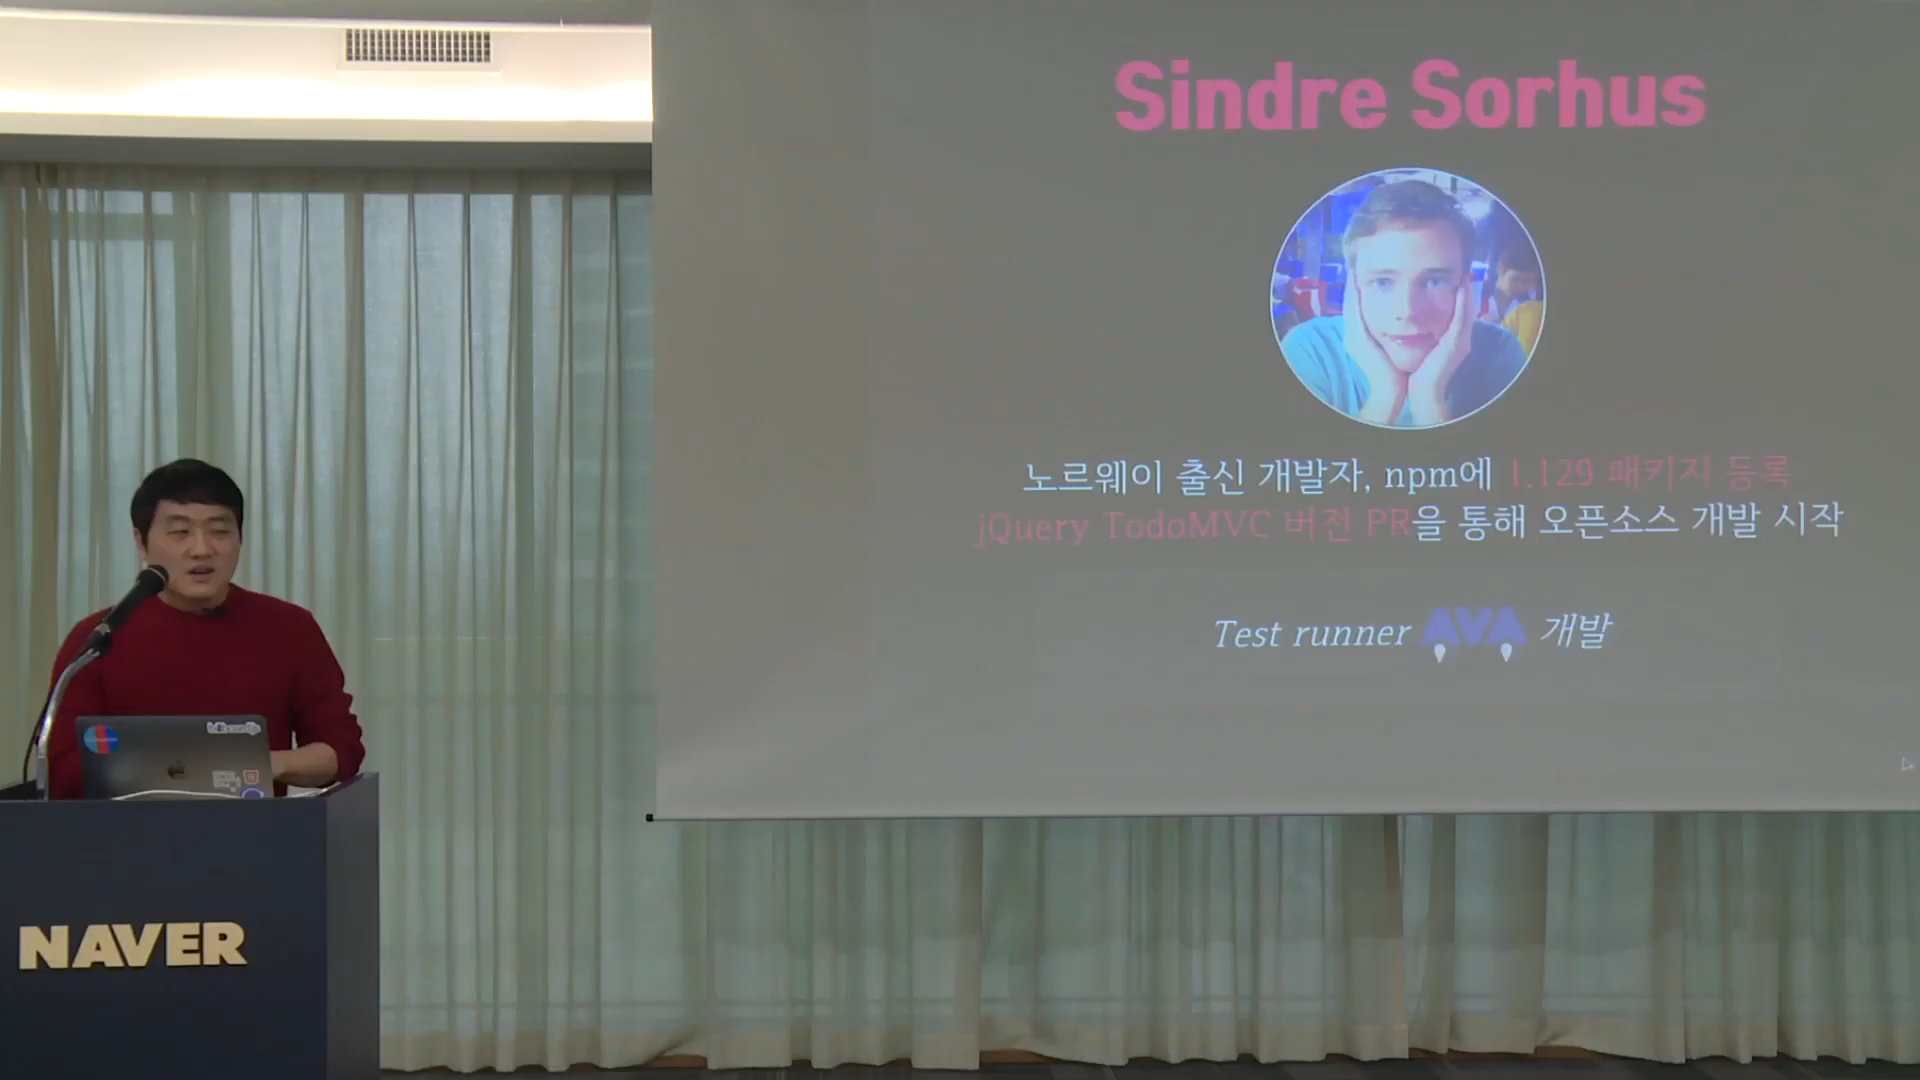 Sindre Sorhus
노르웨이 출신 개발자, npm에 1,129 패키지 등록
jQuery TodoMVC 버전 PR을 통해 오픈소스 개발 시작
Test runner AVA 개발
NAVER